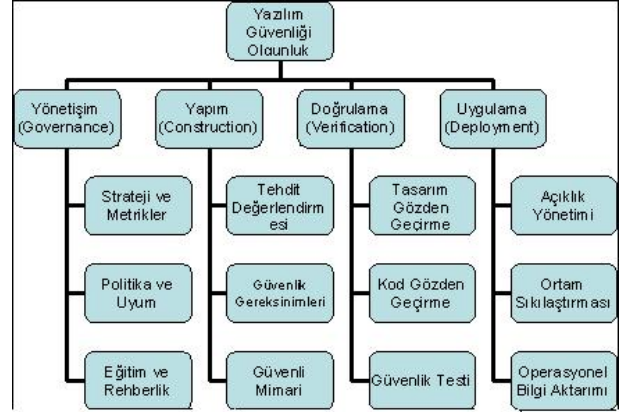 Yazılım
Güvenliği
Olgunluk
Yönetişim
(Governance)
Yapım
(Construction)
Doğrulama
(Verification)
Uygulama
(Deployment)
Strateji ve
Metrikler
Tehdit
Değerlendirm
esi
Tasarım
Gözden
Geçirme
Açıklık
Yönetimi
Politika ve
Uyum
Güvenlik
Gereksinimleri
Kod Gözden
Geçirme
Ortam
Sıkılaştırması
Eğitim ve
Rehberlik
Güvenli
Mimari
Güvenlik Testi
Operasyonel
Bilgi Aktarımı